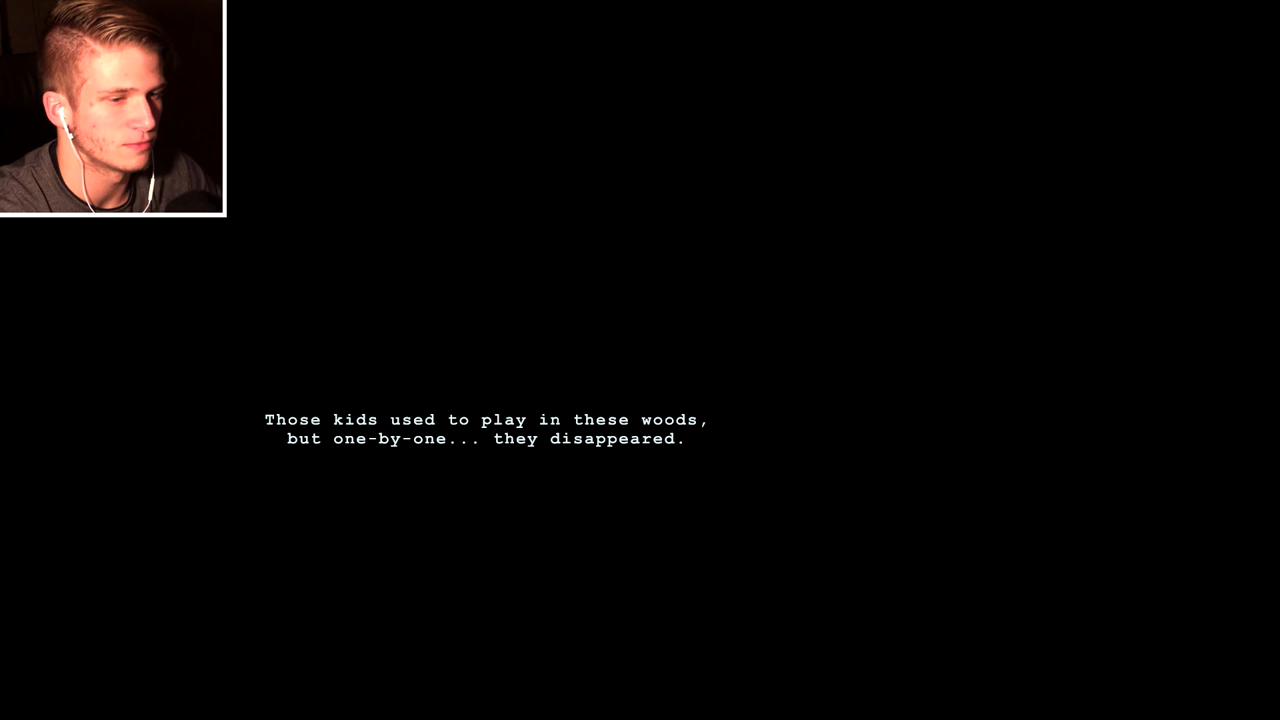 Those kids used to play in these woods,
but one-by-one... they disappeared.